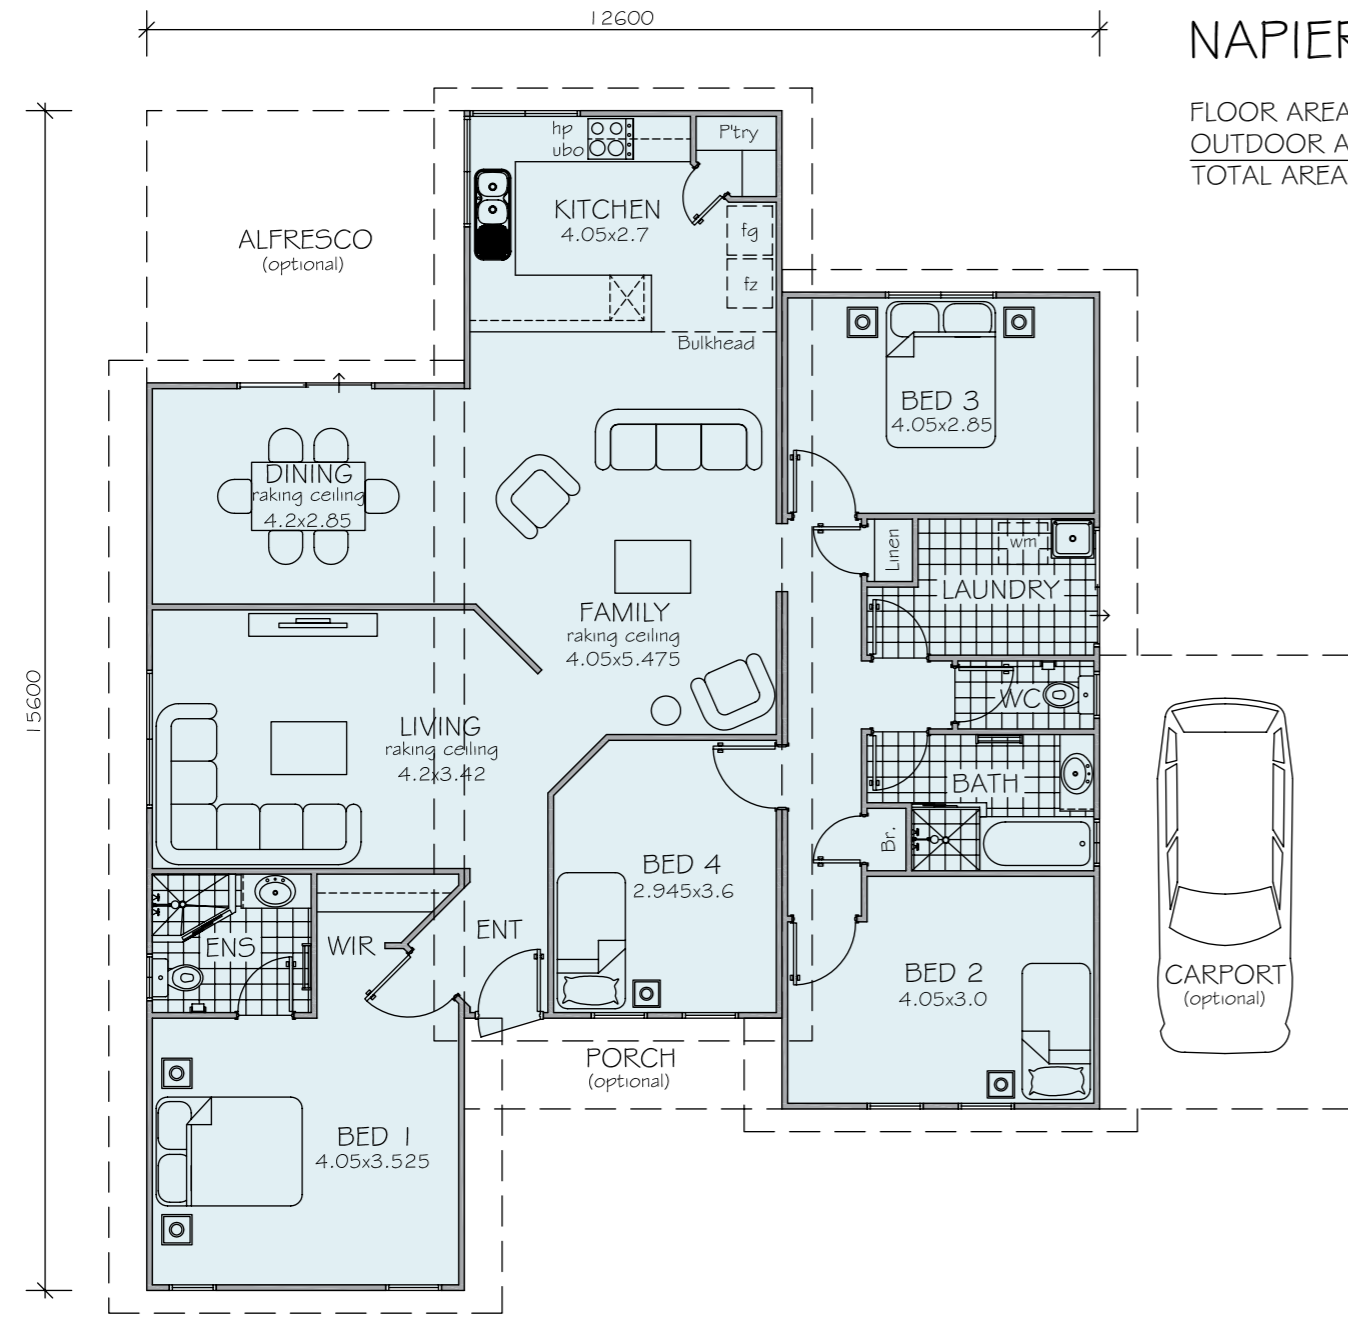 12600
NAPIER
FLOOR AREA
OUTDOOR A
TOTAL AREA
15600
hp
ubo
P'try
KITCHEN
4.05x2.7
fg
fz
Bulkhead
ALFRESCO
(optional)
BED 3
4.05x2.85
DINING
raking ceiling
4.2x2.85
Linen
wm
LAUNDRY
FAMILY
raking ceiling
4.05x5.475
WC
LIVING
raking ceiling
4.2x3.42
BATH
Br.
BED 4
2.945x3.6
ENS
WIR
ENT
BED 2
4.05x3.0
CARPORT
(optional)
PORCH
(optional)
BED 1
4.05x3.525